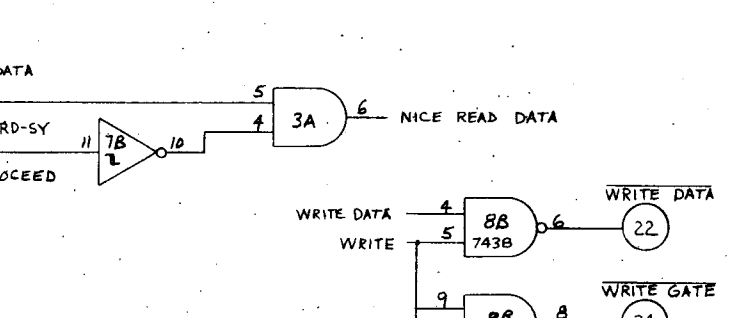 DATA
5
RD-SY
11 7B 10
4 3A 6 NICE READ DATA
OCEED
WRITE DATA
WRITE DATA 4 8B 6 22
WRITE 5 7438
WRITE GATE
9 8